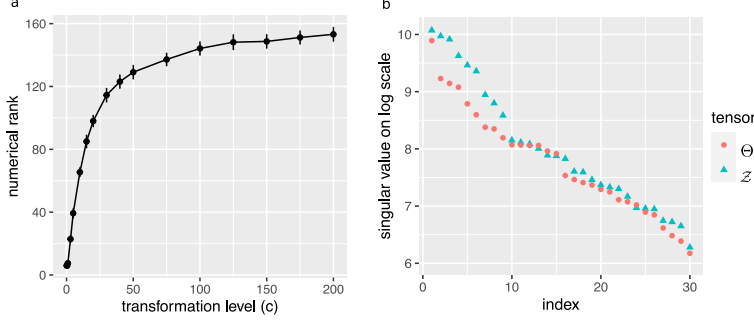 a
numerical rank
160
120
80
40
0
0
50
100
150
200
transformation level (c)
b
singular value on log scale
10
9
8
7
6
0
10
20
30
index
tensor
Θ
𝒵